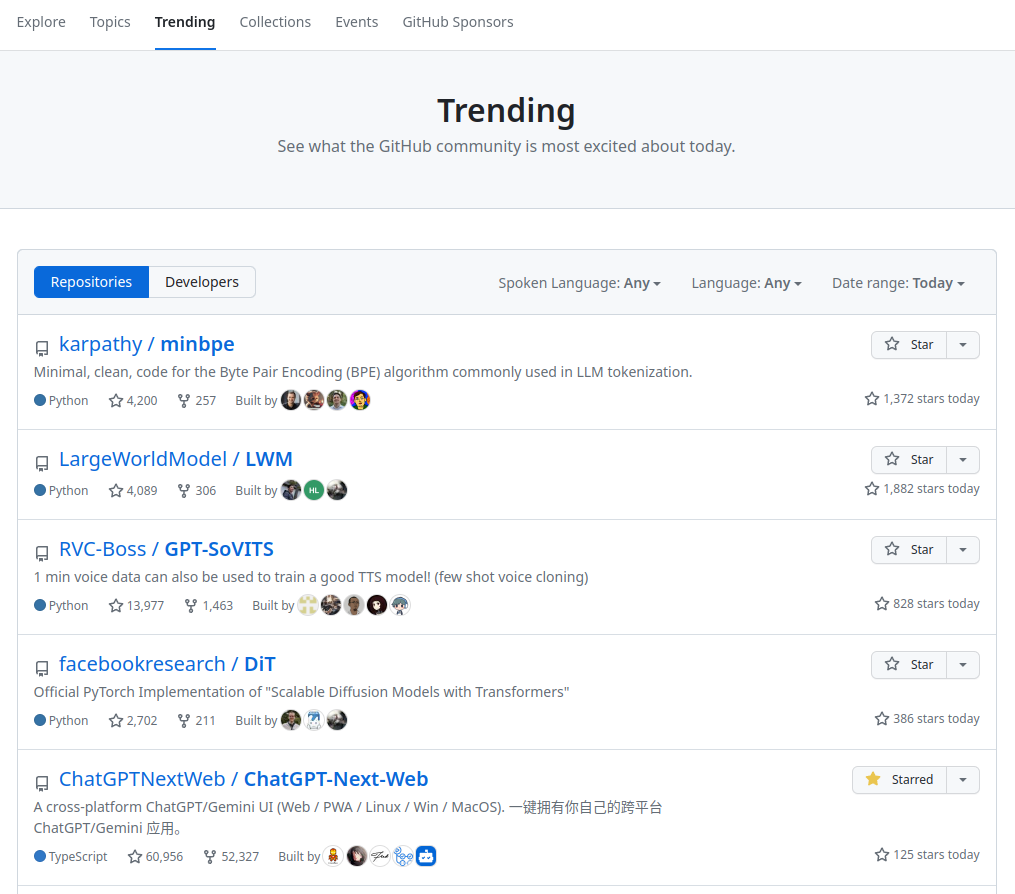 Explore Topics Trending Collections Events GitHub Sponsors
Trending
See what the GitHub community is most excited about today.
Repositories Developers Spoken Language: Any Language: Any Date range: Today
karpathy / minbpe Star
Minimal, clean, code for the Byte Pair Encoding (BPE) algorithm commonly used in LLM tokenization.
Python 4,200 257 Built by 1,372 stars today
LargeWorldModel / LWM Star
Python 4,089 306 Built by HL 1,882 stars today
RVC-Boss / GPT-SoVITS Star
1 min voice data can also be used to train a good TTS model! (few shot voice cloning)
Python 13,977 1,463 Built by 828 stars today
facebookresearch / DiT Star
Official PyTorch Implementation of "Scalable Diffusion Models with Transformers"
Python 2,702 211 Built by 386 stars today
ChatGPTNextWeb / ChatGPT-Next-Web Starred
A cross-platform ChatGPT/Gemini UI (Web / PWA / Linux / Win / MacOS). 一键拥有你自己的跨平台
ChatGPT/Gemini 应用。
TypeScript 60,956 52,327 Built by 125 stars today